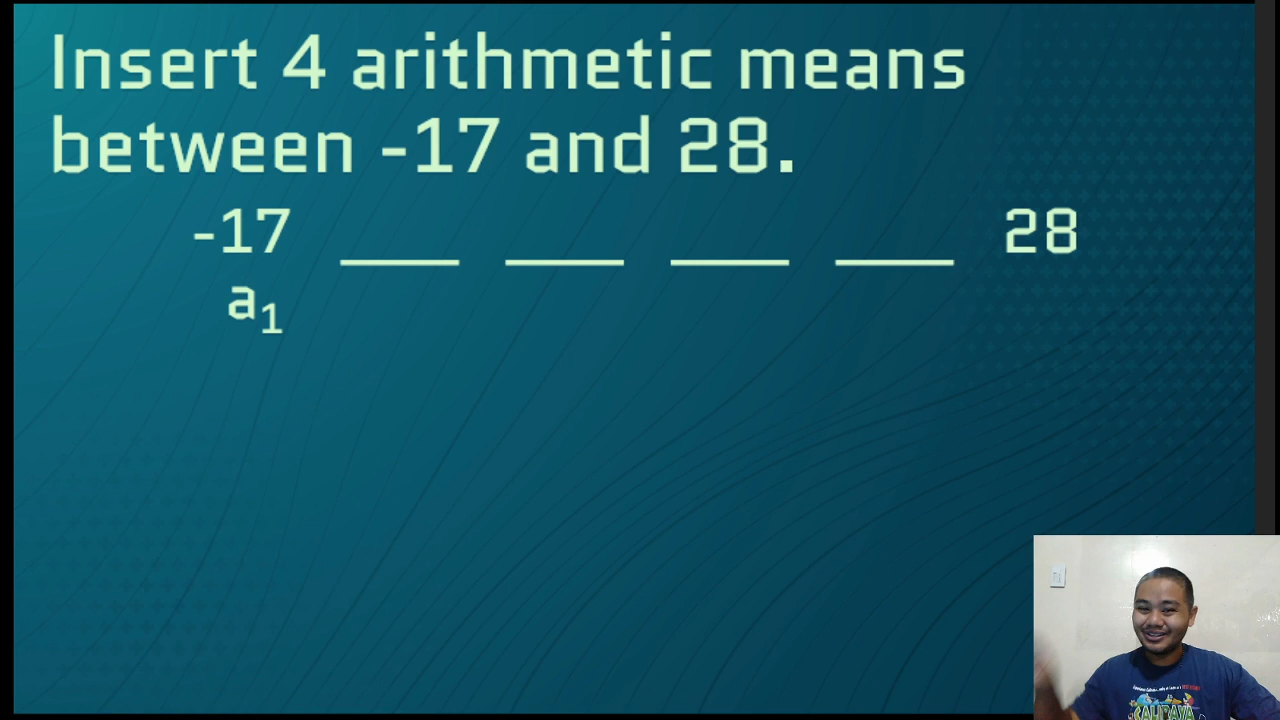 Insert 4 arithmetic means
between -17 and 28.
-17 ____ ____ ____ ____ 28
a₁